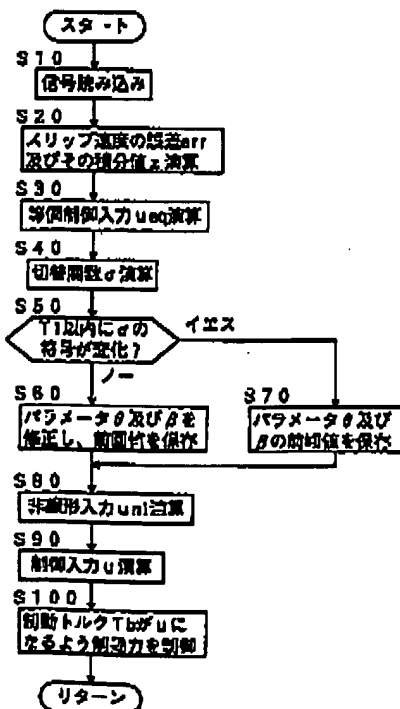 スタート
S10
信号読み込み
S20
スリップ速度の誤差err
及びその積分値z演算
S30
等価制御入力ueq演算
S40
切替関数σ演算
S50
T1以内にσの
符号が変化?
イエス
ノー
S60
パラメータθ及びβを
修正し、前回値を保存
S70
パラメータθ及び
βの前回値を保存
S80
非線形入力unl演算
S90
制御入力u演算
S100
制動トルクTbがuに
なるよう制動力を制御
リターン